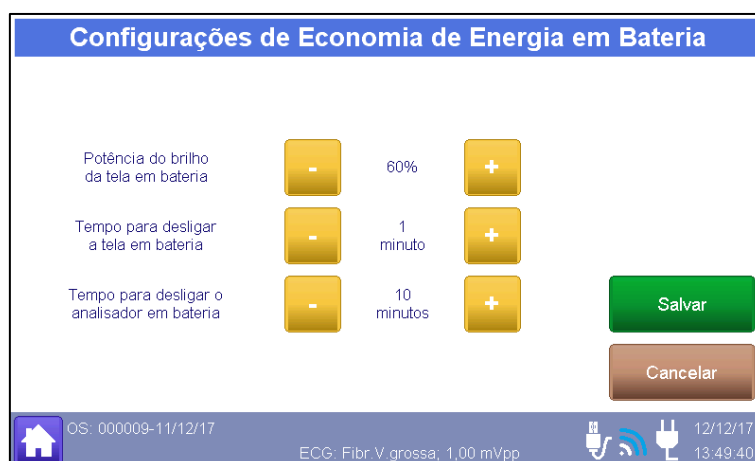 Configurações de Economia de Energia em Bateria
Potência do brilho
da tela em bateria
-
60%
+
Tempo para desligar
a tela em bateria
-
1
minuto
+
Tempo para desligar o
analisador em bateria
-
10
minutos
+
Salvar
Cancelar
OS: 000009-11/12/17
ECG: Fibr.V.grossa; 1,00 mVpp
12/12/17
13:49:40